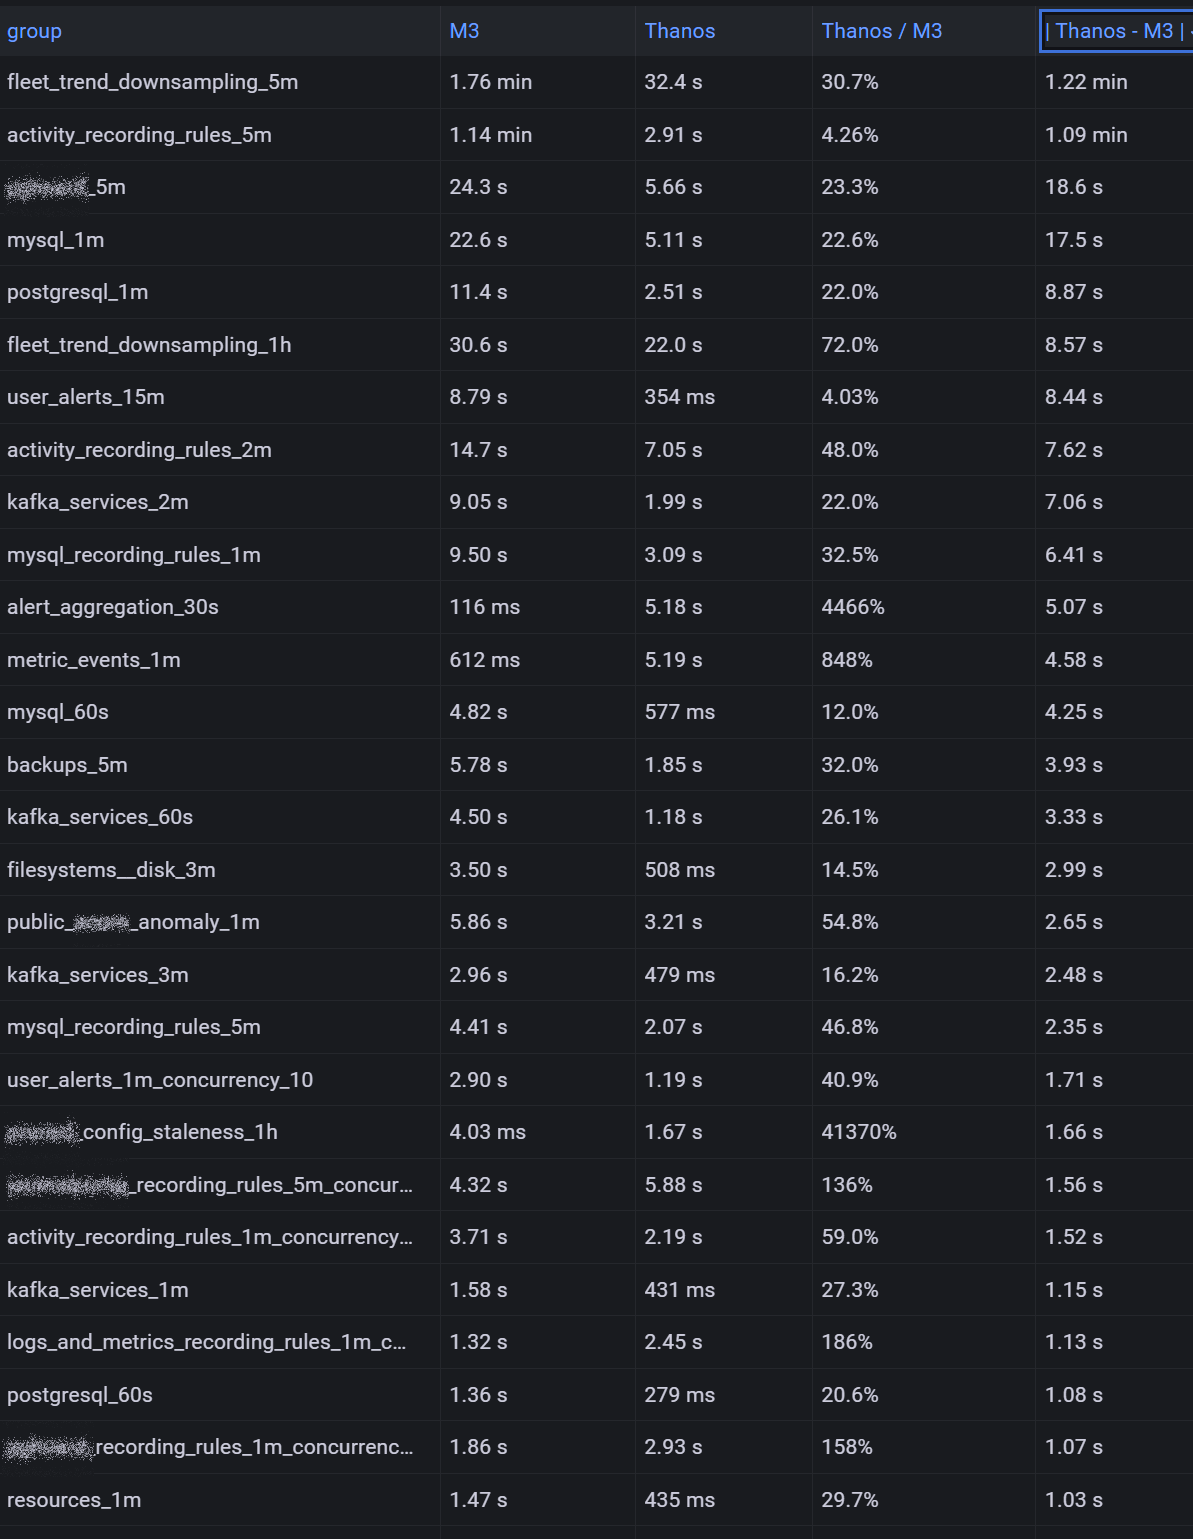 group M3 Thanos Thanos / M3 | Thanos - M3 |
fleet_trend_downsampling_5m 1.76 min 32.4 s 30.7% 1.22 min
activity_recording_rules_5m 1.14 min 2.91 s 4.26% 1.09 min
_5m 24.3 s 5.66 s 23.3% 18.6 s
mysql_1m 22.6 s 5.11 s 22.6% 17.5 s
postgresql_1m 11.4 s 2.51 s 22.0% 8.87 s
fleet_trend_downsampling_1h 30.6 s 22.0 s 72.0% 8.57 s
user_alerts_15m 8.79 s 354 ms 4.03% 8.44 s
activity_recording_rules_2m 14.7 s 7.05 s 48.0% 7.62 s
kafka_services_2m 9.05 s 1.99 s 22.0% 7.06 s
mysql_recording_rules_1m 9.50 s 3.09 s 32.5% 6.41 s
alert_aggregation_30s 116 ms 5.18 s 4466% 5.07 s
metric_events_1m 612 ms 5.19 s 848% 4.58 s
mysql_60s 4.82 s 577 ms 12.0% 4.25 s
backups_5m 5.78 s 1.85 s 32.0% 3.93 s
kafka_services_60s 4.50 s 1.18 s 26.1% 3.33 s
filesystems__disk_3m 3.50 s 508 ms 14.5% 2.99 s
public_ _anomaly_1m 5.86 s 3.21 s 54.8% 2.65 s
kafka_services_3m 2.96 s 479 ms 16.2% 2.48 s
mysql_recording_rules_5m 4.41 s 2.07 s 46.8% 2.35 s
user_alerts_1m_concurrency_10 2.90 s 1.19 s 40.9% 1.71 s
_config_staleness_1h 4.03 ms 1.67 s 41370% 1.66 s
_recording_rules_5m_concur... 4.32 s 5.88 s 136% 1.56 s
activity_recording_rules_1m_concurrency... 3.71 s 2.19 s 59.0% 1.52 s
kafka_services_1m 1.58 s 431 ms 27.3% 1.15 s
logs_and_metrics_recording_rules_1m_c... 1.32 s 2.45 s 186% 1.13 s
postgresql_60s 1.36 s 279 ms 20.6% 1.08 s
_recording_rules_1m_concurrenc... 1.86 s 2.93 s 158% 1.07 s
resources_1m 1.47 s 435 ms 29.7% 1.03 s